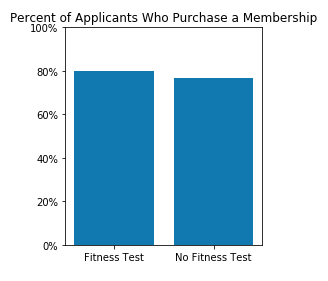 Percent of Applicants Who Purchase a Membership
100%
80%
60%
40%
20%
0%
Fitness Test
No Fitness Test